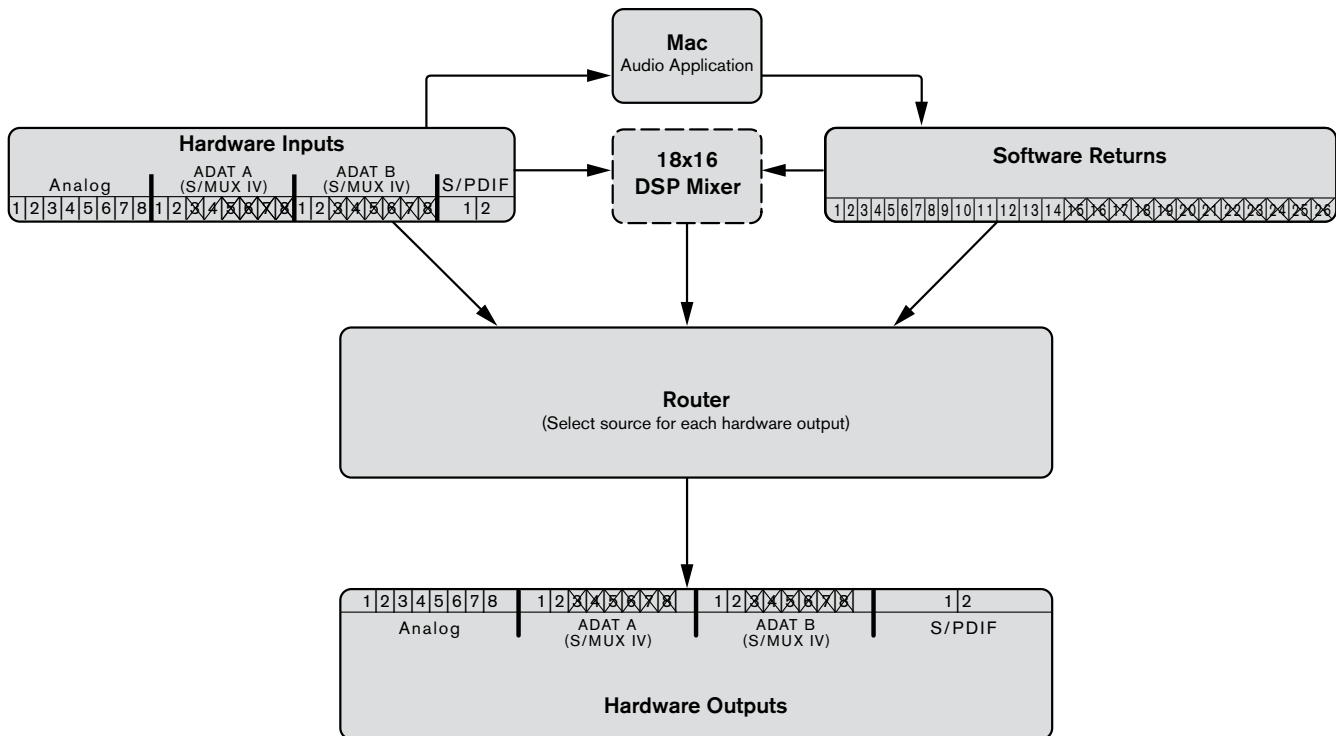 Mac
Audio Application
Hardware Inputs
Analog
ADAT A
(S/MUX IV)
ADAT B
(S/MUX IV)
S/PDIF
1 2 3 4 5 6 7 8 1 2 3 4 5 6 7 8 1 2 3 4 5 6 7 8 1 2
18x16
DSP Mixer
Software Returns
1 2 3 4 5 6 7 8 9 10 11 12 13 14 15 16 17 18 19 20 21 22 23 24 25 26
Router
(Select source for each hardware output)
1 2 3 4 5 6 7 8 1 2 3 4 5 6 7 8 1 2 3 4 5 6 7 8 1 2
Analog
ADAT A
(S/MUX IV)
ADAT B
(S/MUX IV)
S/PDIF
Hardware Outputs